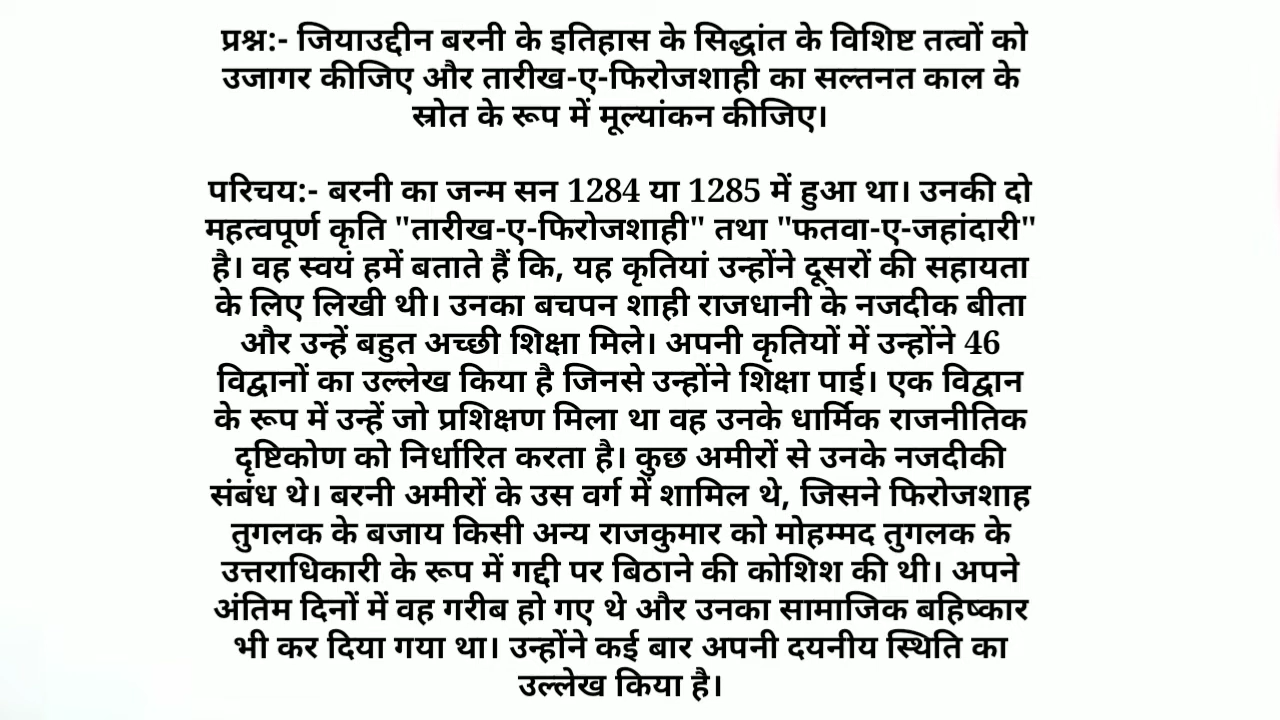 प्रश्न:- जियाउद्दीन बरनी के इतिहास के सिद्धांत के विशिष्ट तत्वों को
उजागर कीजिए और तारीख-ए-फिरोजशाही का सल्तनत काल के
स्रोत के रूप में मूल्यांकन कीजिए।
परिचय:- बरनी का जन्म सन 1284 या 1285 में हुआ था। उनकी दो
महत्वपूर्ण कृति "तारीख-ए-फिरोजशाही" तथा "फतवा-ए-जहांदारी"
है। वह स्वयं हमें बताते हैं कि, यह कृतियां उन्होंने दूसरों की सहायता
के लिए लिखी थी। उनका बचपन शाही राजधानी के नजदीक बीता
और उन्हें बहुत अच्छी शिक्षा मिले। अपनी कृतियों में उन्होंने 46
विद्वानों का उल्लेख किया है जिनसे उन्होंने शिक्षा पाई। एक विद्वान
के रूप में उन्हें जो प्रशिक्षण मिला था वह उनके धार्मिक राजनीतिक
दृष्टिकोण को निर्धारित करता है। कुछ अमीरों से उनके नजदीकी
संबंध थे। बरनी अमीरों के उस वर्ग में शामिल थे, जिसने फिरोजशाह
तुगलक के बजाय किसी अन्य राजकुमार को मोहम्मद तुगलक के
उत्तराधिकारी के रूप में गद्दी पर बिठाने की कोशिश की थी। अपने
अंतिम दिनों में वह गरीब हो गए थे और उनका सामाजिक बहिष्कार
भी कर दिया गया था। उन्होंने कई बार अपनी दयनीय स्थिति का
उल्लेख किया है।